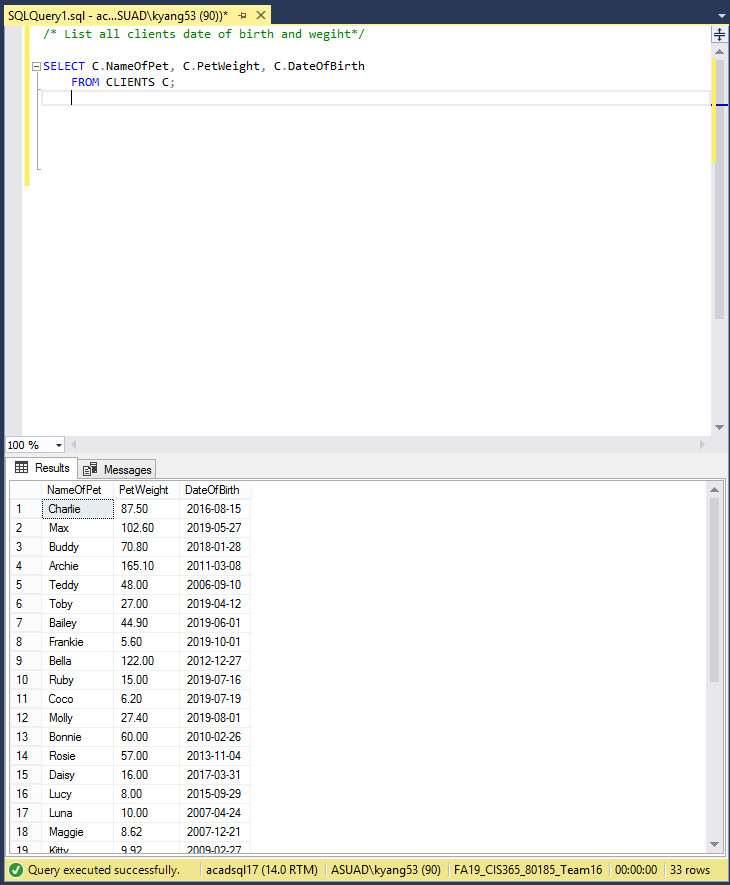 SQLQuery1.sql - ac...SUAD\kyang53 (90))*
/* List all clients date of birth and wegiht*/
SELECT C.NameOfPet, C.PetWeight, C.DateOfBirth
FROM CLIENTS C;
100 %
Results Messages
NameOfPet PetWeight DateOfBirth
1 Charlie 87.50 2016-08-15
2 Max 102.60 2019-05-27
3 Buddy 70.80 2018-01-28
4 Archie 165.10 2011-03-08
5 Teddy 48.00 2006-09-10
6 Toby 27.00 2019-04-12
7 Bailey 44.90 2019-06-01
8 Frankie 5.60 2019-10-01
9 Bella 122.00 2012-12-27
10 Ruby 15.00 2019-07-16
11 Coco 6.20 2019-07-19
12 Molly 27.40 2019-08-01
13 Bonnie 60.00 2010-02-26
14 Rosie 57.00 2013-11-04
15 Daisy 16.00 2017-03-31
16 Lucy 8.00 2015-09-29
17 Luna 10.00 2007-04-24
18 Maggie 8.62 2007-12-21
19 Kitty 9.92 2009-02-27
Query executed successfully. acadsql17 (14.0 RTM) ASUAD\kyang53 (90) FA19_CIS365_80185_Team16 00:00:00 33 rows